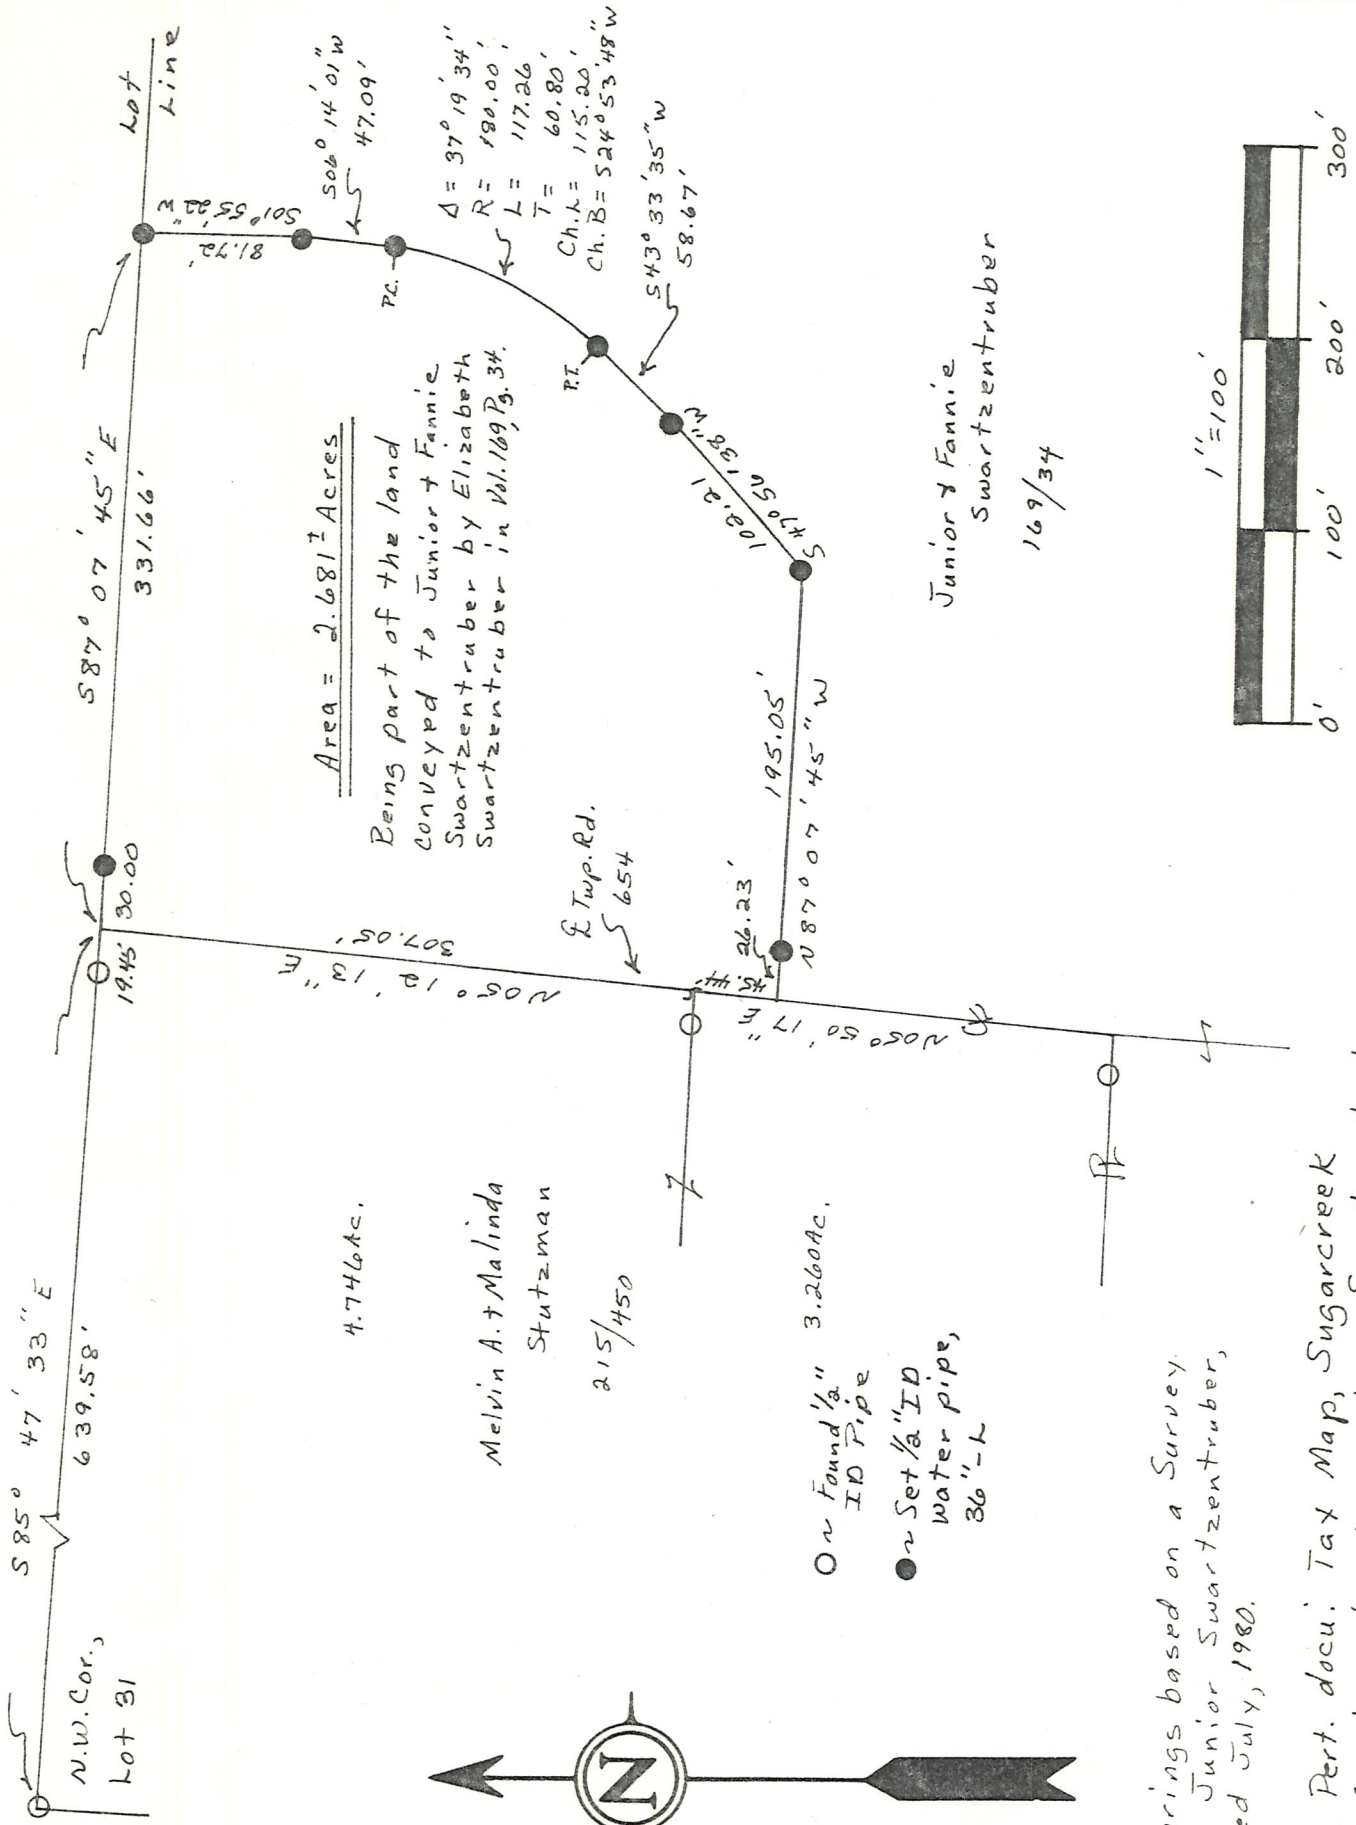 S85° 47' 33" E
639.58'
N.W. Cor.,
Lot 31
19.45'
30.00
S87° 07' 45" E
331.66'
Lot
Line
S01° 55' 22" W
81.72'
S06° 14' 01" W
47.09'
P.C.
Δ = 37° 19' 34"
R = 180.00'
L = 117.26'
T = 60.80'
Ch.L = 115.20'
Ch.B = S24° 53' 48" W
P.T.
S43° 33' 35" W
58.67'
S47° 50' 38" W
102.21
195.05'
N87° 07' 45" W
26.23'
45.44'
N05° 50' 17" E
307.05'
N05° 12' 13" E
℄ Twp. Rd.
654
Area = 2.681± Acres
Being part of the land
conveyed to Junior + Fannie
Swartzentruber by Elizabeth
Swartzentruber in Vol. 169, Pg. 34.
4.746Ac.
Melvin A. + Malinda
Stutzman
215/450
3.260Ac.
Junior & Fannie
Swartzentruber
169/34
O ~ Found ½"
ID Pipe
● ~ Set ½" ID
water pipe,
36"-L
N
1"=100'
0' 100' 200' 300'
rings based on a Survey
Junior Swartzentruber,
ed July, 1980.
Pert. docu: Tax Map, Sugarcreek